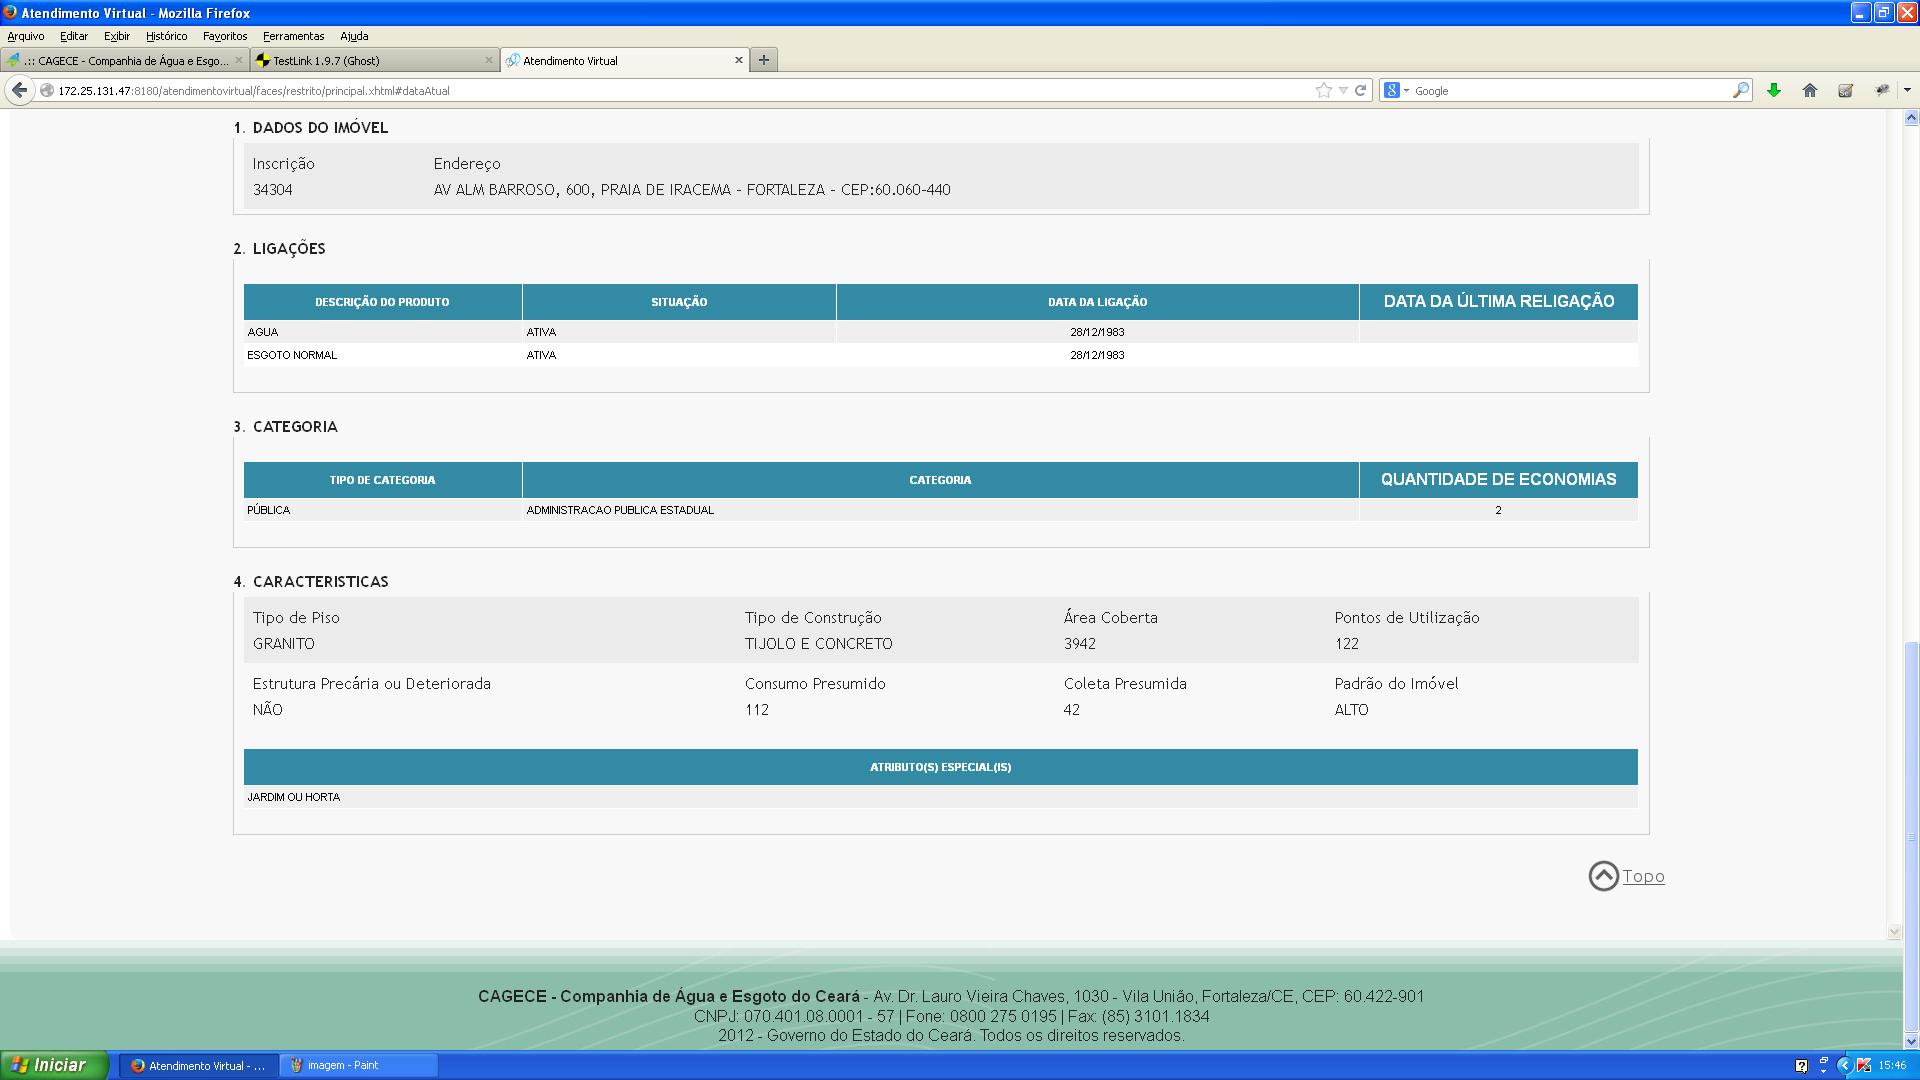 Atendimento Virtual - Mozilla Firefox
Arquivo Editar Exibir Histórico Favoritos Ferramentas Ajuda
.:: CAGECE - Companhia de Água e Esgo... TestLink 1.9.7 (Ghost) Atendimento Virtual
172.25.131.47:8180/atendimentovirtual/faces/restrito/principal.xhtml#dataAtual Google
1. DADOS DO IMÓVEL
Inscrição Endereço
34304 AV ALM BARROSO, 600, PRAIA DE IRACEMA - FORTALEZA - CEP:60.060-440
2. LIGAÇÕES
DESCRIÇÃO DO PRODUTO SITUAÇÃO DATA DA LIGAÇÃO DATA DA ÚLTIMA RELIGAÇÃO
AGUA ATIVA 28/12/1983
ESGOTO NORMAL ATIVA 28/12/1983
3. CATEGORIA
TIPO DE CATEGORIA CATEGORIA QUANTIDADE DE ECONOMIAS
PÚBLICA ADMINISTRACAO PUBLICA ESTADUAL 2
4. CARACTERISTICAS
Tipo de Piso Tipo de Construção Área Coberta Pontos de Utilização
GRANITO TIJOLO E CONCRETO 3942 122
Estrutura Precária ou Deteriorada Consumo Presumido Coleta Presumida Padrão do Imóvel
NÃO 112 42 ALTO
ATRIBUTO(S) ESPECIAL(IS)
JARDIM OU HORTA
Topo
CAGECE - Companhia de Água e Esgoto do Ceará - Av. Dr. Lauro Vieira Chaves, 1030 - Vila União, Fortaleza/CE, CEP: 60.422-901
CNPJ: 070.401.08.0001 - 57 | Fone: 0800 275 0195 | Fax: (85) 3101.1834
2012 - Governo do Estado do Ceará. Todos os direitos reservados.
Iniciar Atendimento Virtual - ... imagem - Paint 15:46